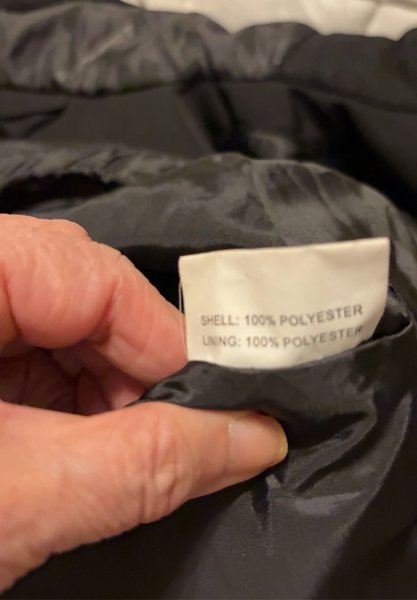 SHELL: 100% POLYESTER
LINING: 100% POLYESTER